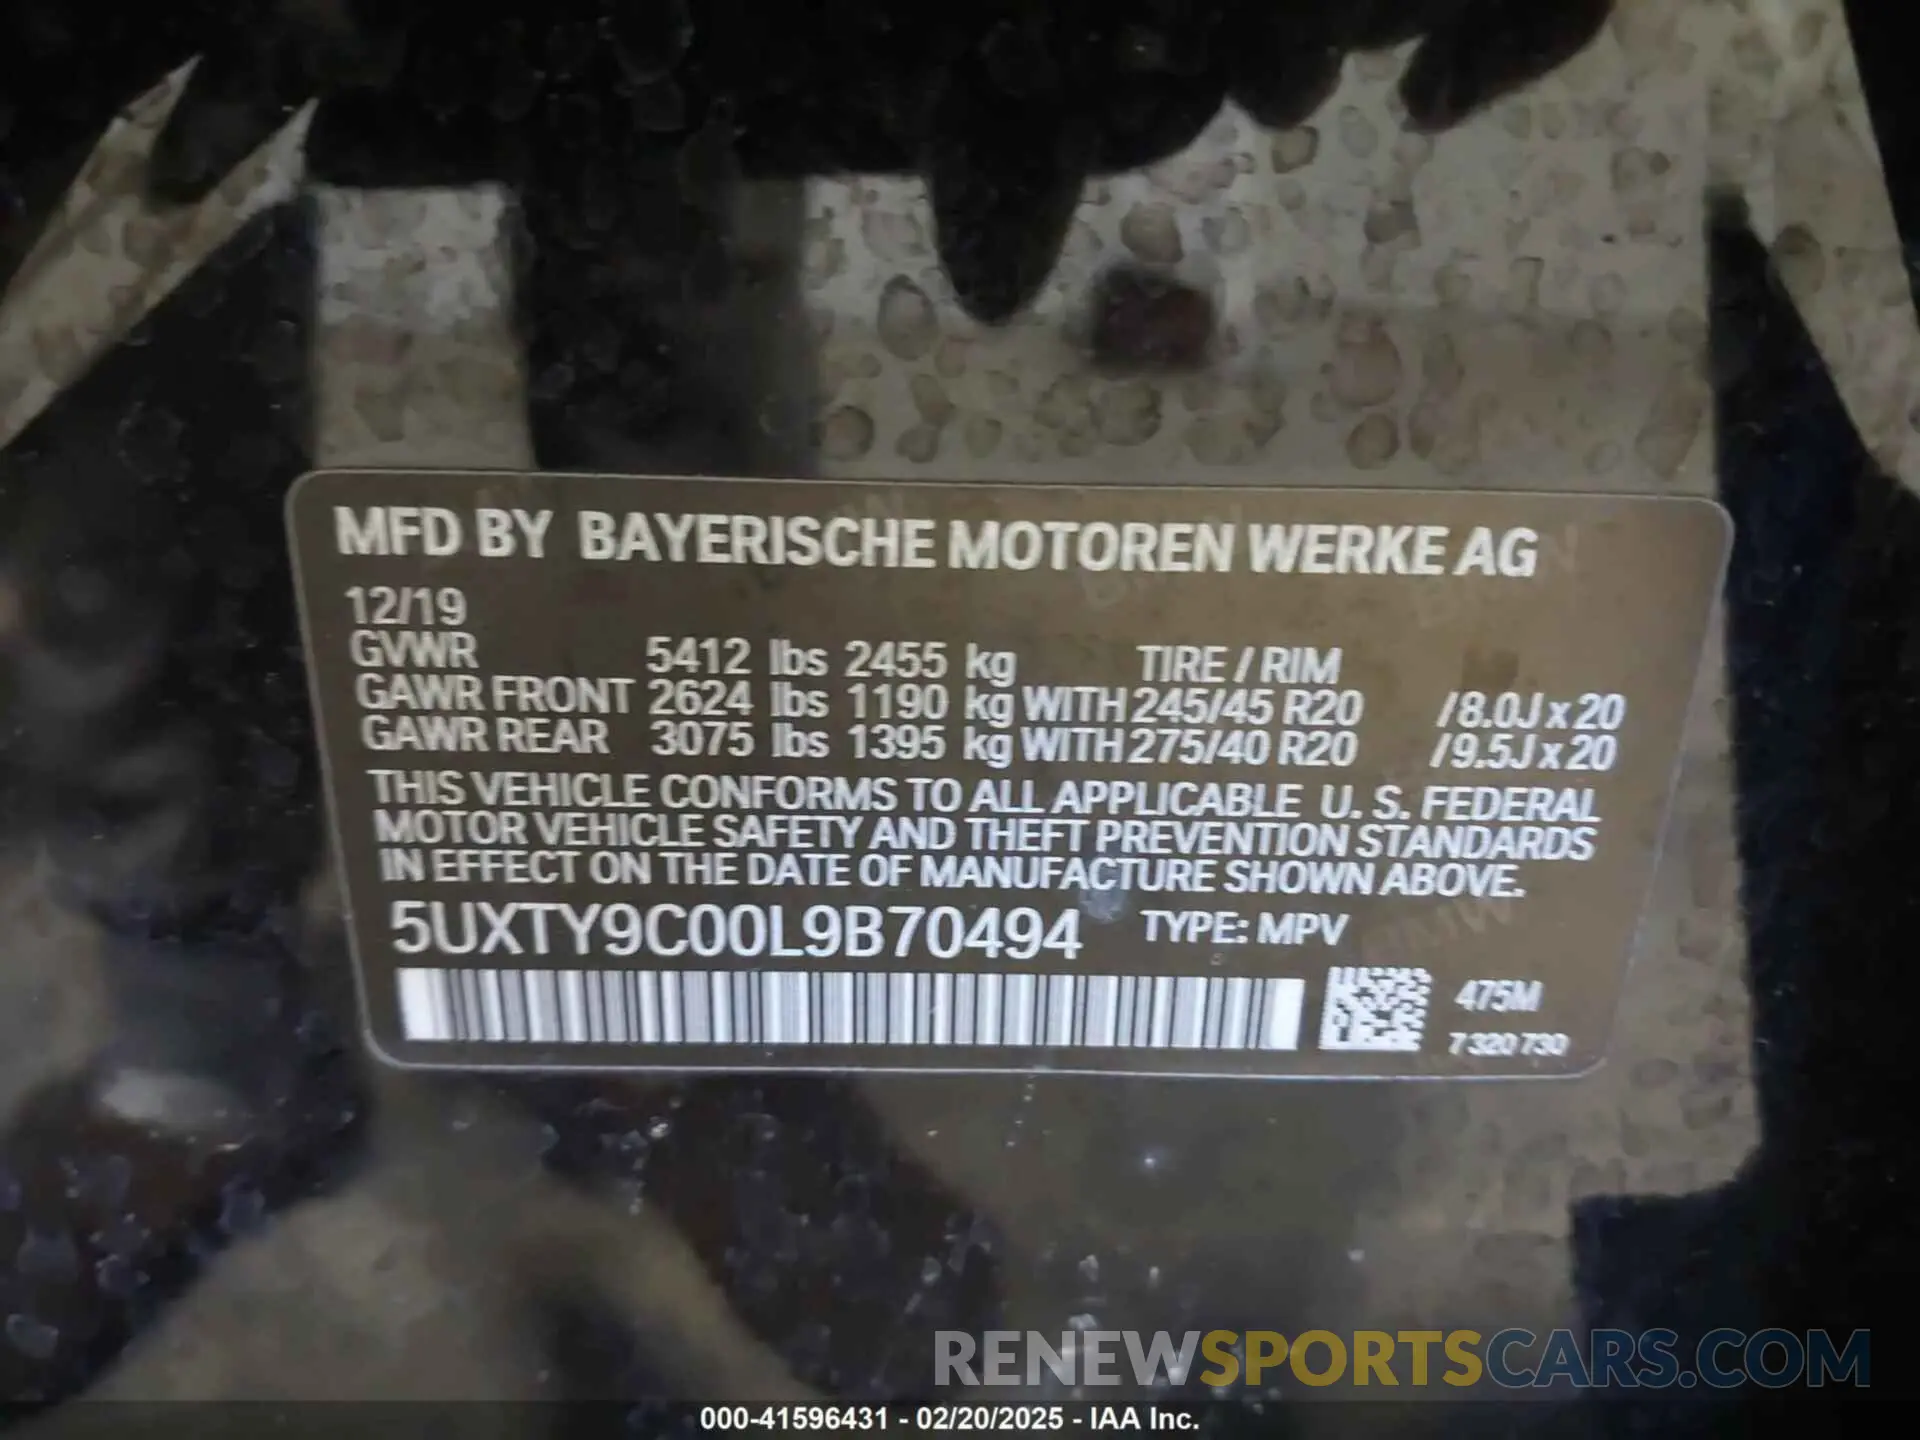 MFD BY BAYERISCHE MOTOREN WERKE AG
12/19
GVWR 5412 lbs 2455 kg TIRE / RIM
GAWR FRONT 2624 lbs 1190 kg WITH 245/45 R20 /8.0J x 20
GAWR REAR 3075 lbs 1395 kg WITH 275/40 R20 /9.5J x 20
THIS VEHICLE CONFORMS TO ALL APPLICABLE U. S. FEDERAL
MOTOR VEHICLE SAFETY AND THEFT PREVENTION STANDARDS
IN EFFECT ON THE DATE OF MANUFACTURE SHOWN ABOVE.
5UXTY9C00L9B70494 TYPE: MPV
475M
7 320 730
RENEWSPORTSCARS.COM
000-41596431 - 02/20/2025 - IAA Inc.